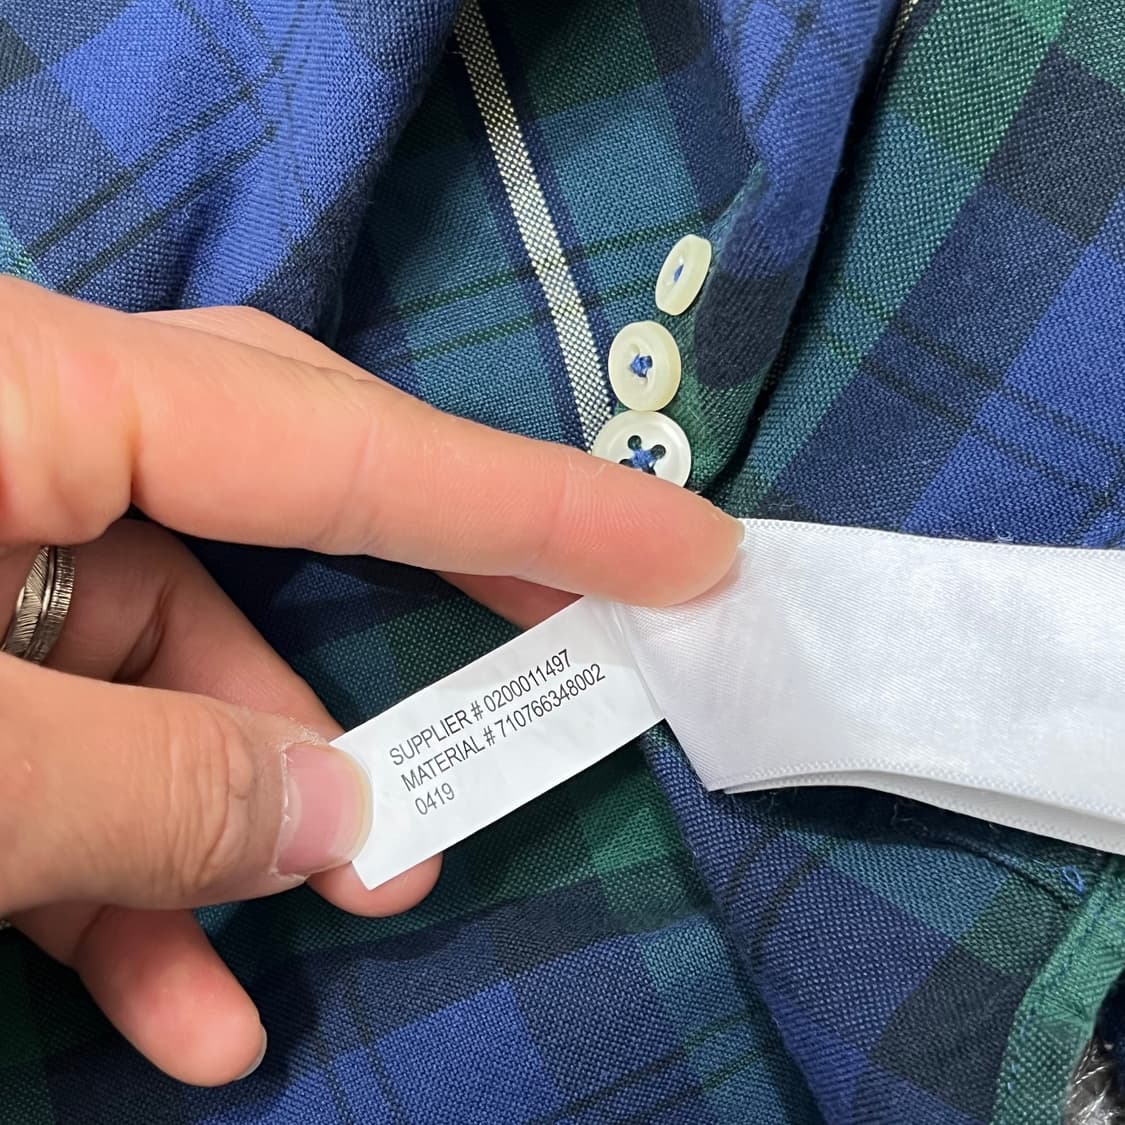 SUPPLIER # 0200011497
MATERIAL # 710766348002
0419